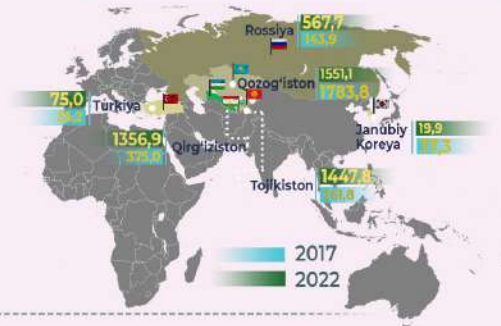 Rossiya
567,7
143,9
Qozog'iston
1551,1
1783,8
75,0
Turkiya
1356,9
375,0
Qirg'iziston
Janubiy
Koreya
19,9
Tojikiston
1447,8
2017
2022